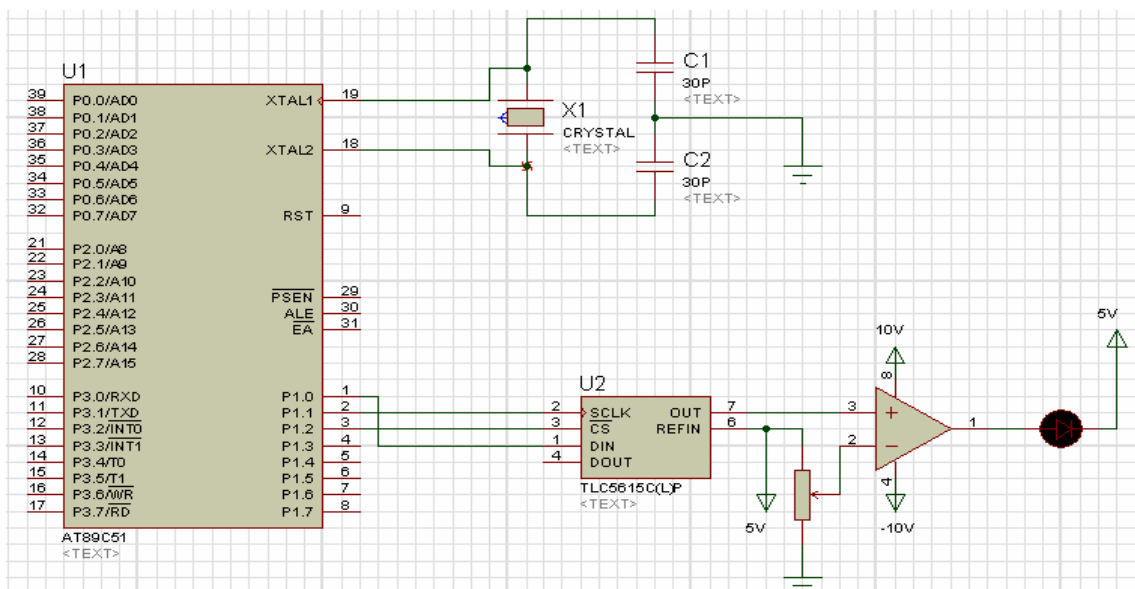 U1
39 P0.0/AD0
38 P0.1/AD1
37 P0.2/AD2
36 P0.3/AD3
35 P0.4/AD4
34 P0.5/AD5
33 P0.6/AD6
32 P0.7/AD7
21 P2.0/A8
22 P2.1/A9
23 P2.2/A10
24 P2.3/A11
25 P2.4/A12
26 P2.5/A13
27 P2.6/A14
28 P2.7/A15
10 P3.0/RXD
11 P3.1/TXD
12 P3.2/INT0
13 P3.3/INT1
14 P3.4/T0
15 P3.5/T1
16 P3.6/WR
17 P3.7/RD
XTAL1 19
XTAL2 18
RST 9
PSEN 29
ALE 30
EA 31
P1.0 1
P1.1 2
P1.2 3
P1.3 4
P1.4 5
P1.5 6
P1.6 7
P1.7 8
AT89C51
<TEXT>
X1
CRYSTAL
<TEXT>
C1
30P
<TEXT>
C2
30P
<TEXT>
U2
2 SCLK
3 CS
1 DIN
4 DOUT
OUT 7
REFIN 6
TLC5615C(L)P
<TEXT>
5V
10V
8
3 +
2 −
1
4
-10V
5V